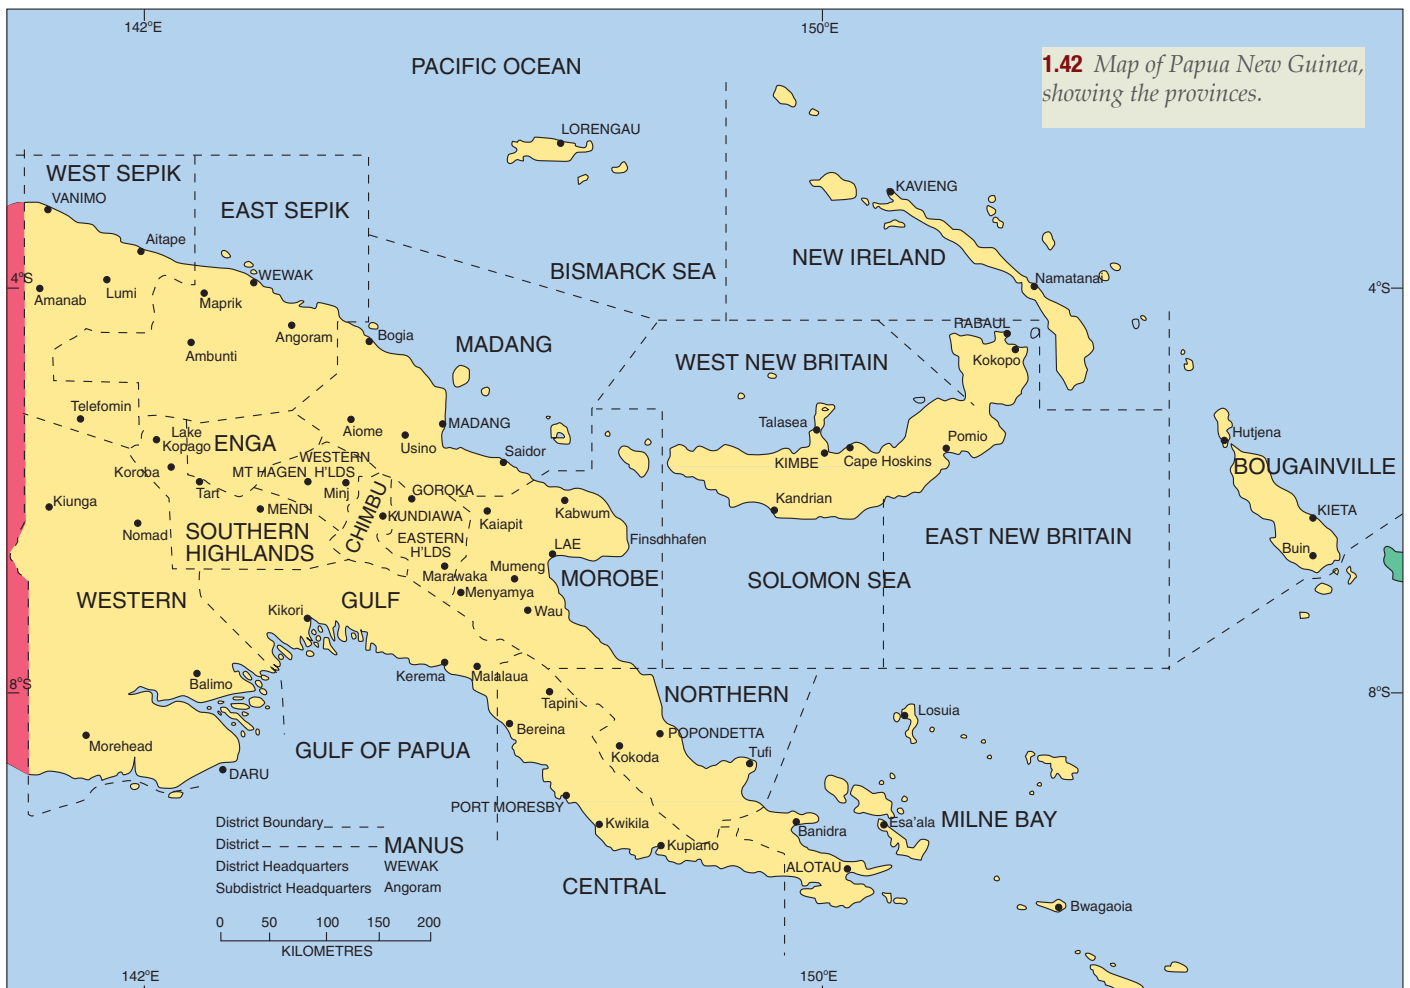 142°E
150°E
PACIFIC OCEAN
1.42 Map of Papua New Guinea,
showing the provinces.
LORENGAU
WEST SEPIK
VANIMO
EAST SEPIK
KAVIENG
Aitape
NEW IRELAND
BISMARCK SEA
4°S
WEWAK
Namatanai
4°S
Amanab
Lumi
Maprik
RABAUL
Angoram
Bogia
MADANG
Ambunti
WEST NEW BRITAIN
Kokopo
Telefomin
Lake
Kopago
ENGA
Aiome
MADANG
Talasea
Usino
Pomio
Hutjena
Koroba
WESTERN
H'LDS
MT HAGEN
Saidor
KIMBE
Cape Hoskins
BOUGAINVILLE
Tart
Minj
GOROKA
Kandrian
Kiunga
MENDI
CHIMBU
KUNDIAWA
Kaiapit
Kabwum
KIETA
Nomad
SOUTHERN
HIGHLANDS
EASTERN
H'LDS
Finschhafen
LAE
EAST NEW BRITAIN
Buin
Marawaka
Mumeng
MOROBE
SOLOMON SEA
WESTERN
GULF
Menyamya
Kikori
Wau
Kerema
Malalaua
8°S
Balimo
NORTHERN
8°S
Tapini
Losuia
Bereina
POPONDETTA
Morehead
GULF OF PAPUA
Kokoda
Tufi
DARU
PORT MORESBY
District Boundary
Kwikila
Banidra
Esa'ala
MILNE BAY
District
MANUS
Kupiano
District Headquarters
WEWAK
ALOTAU
Subdistrict Headquarters
Angoram
CENTRAL
Bwagaoia
0 50 100 150 200
KILOMETRES
142°E
150°E